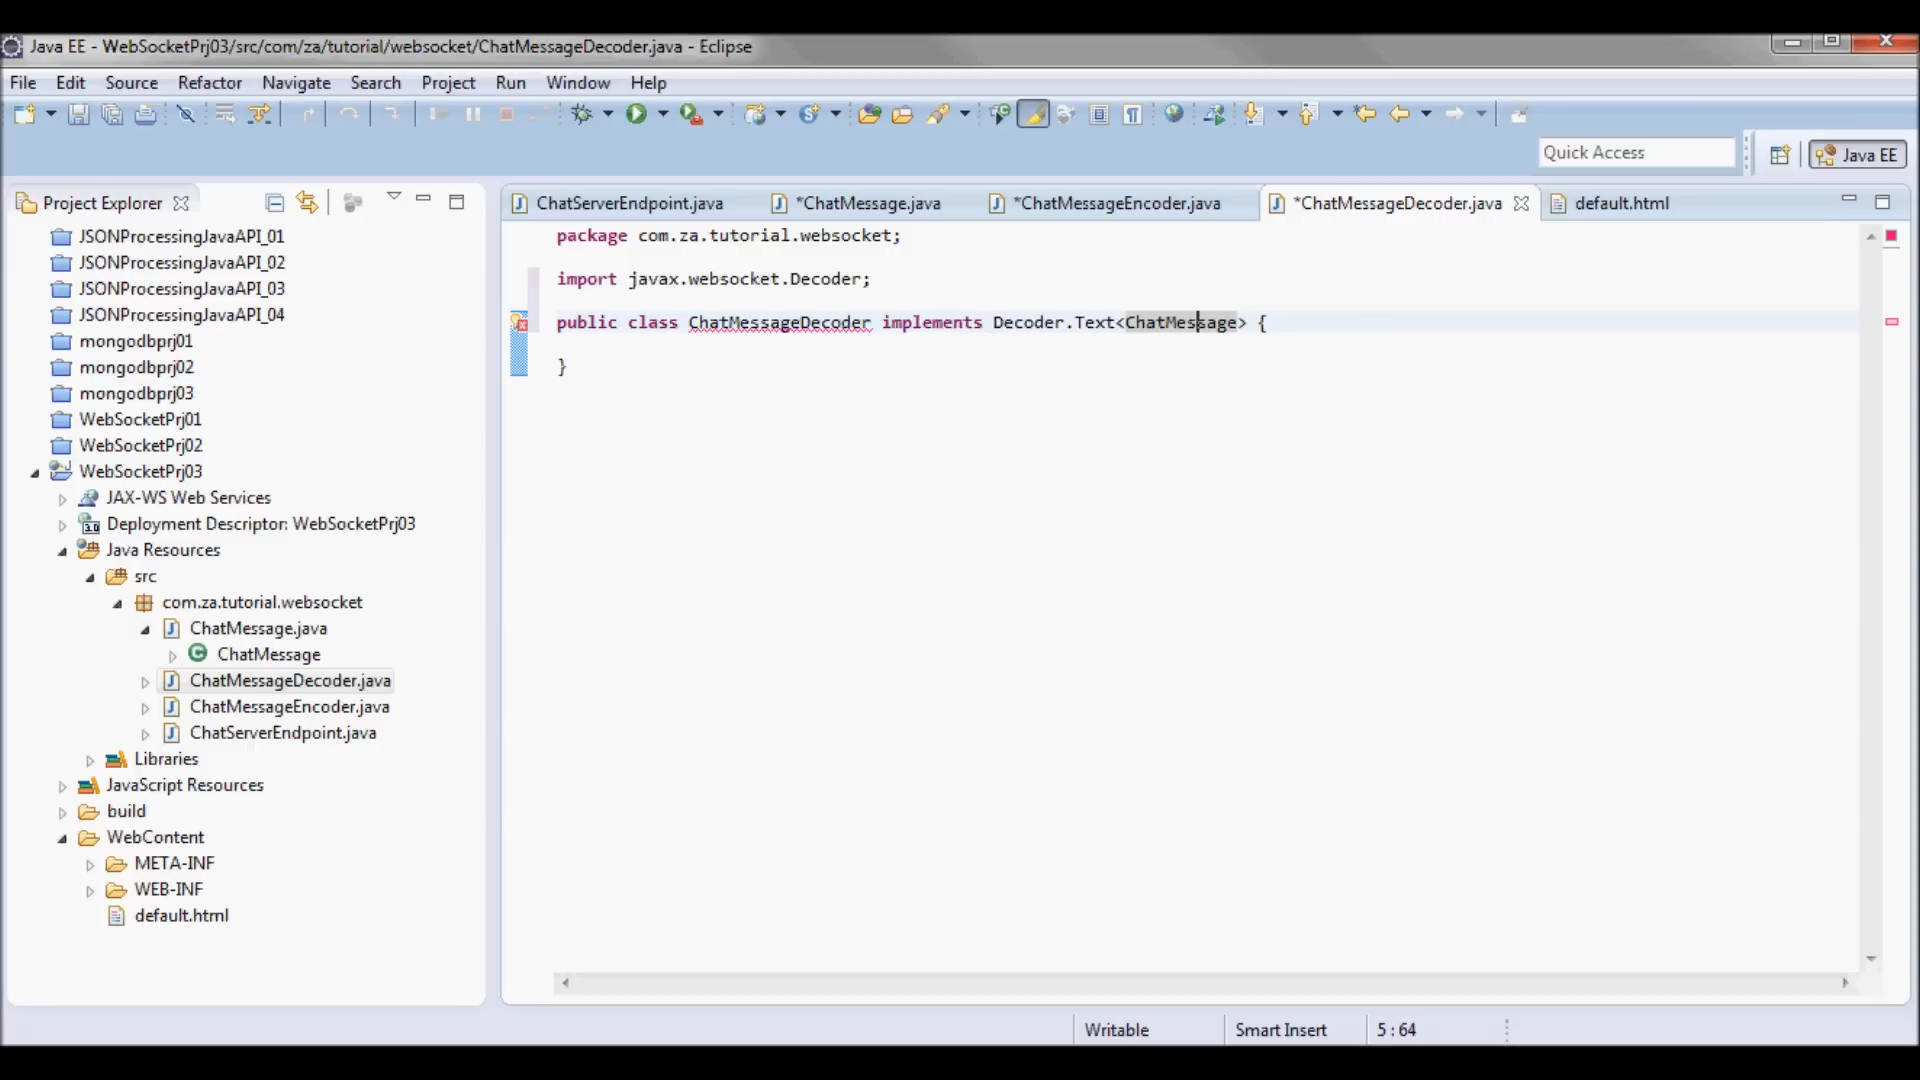 Java EE - WebSocketPrj03/src/com/za/tutorial/websocket/ChatMessageDecoder.java - Eclipse
File Edit Source Refactor Navigate Search Project Run Window Help
Quick Access
Java EE
Project Explorer
ChatServerEndpoint.java
*ChatMessage.java
*ChatMessageEncoder.java
*ChatMessageDecoder.java
default.html
JSONProcessingJavaAPI_01
JSONProcessingJavaAPI_02
JSONProcessingJavaAPI_03
JSONProcessingJavaAPI_04
mongodbprj01
mongodbprj02
mongodbprj03
WebSocketPrj01
WebSocketPrj02
WebSocketPrj03
JAX-WS Web Services
Deployment Descriptor: WebSocketPrj03
Java Resources
src
com.za.tutorial.websocket
ChatMessage.java
ChatMessage
ChatMessageDecoder.java
ChatMessageEncoder.java
ChatServerEndpoint.java
Libraries
JavaScript Resources
build
WebContent
META-INF
WEB-INF
default.html
package com.za.tutorial.websocket;
import javax.websocket.Decoder;
public class ChatMessageDecoder implements Decoder.Text<ChatMessage> {
}
Writable
Smart Insert
5 : 64